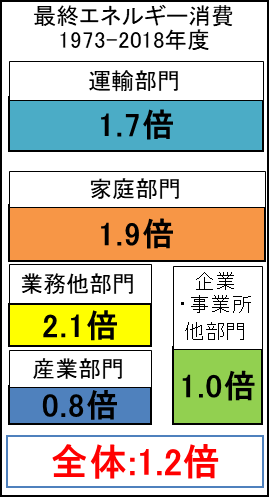 最終エネルギー消費
1973-2018年度
運輸部門
1.7倍
家庭部門
1.9倍
業務他部門
2.1倍
産業部門
0.8倍
企業
・事業所
他部門
1.0倍
全体:1.2倍